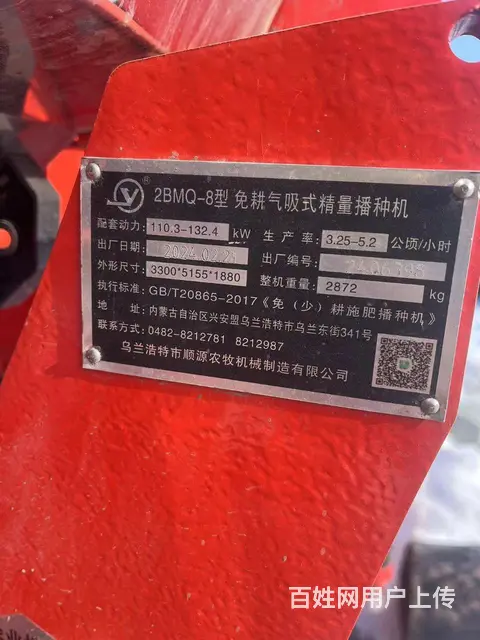 2BMQ-8型 免耕气吸式精量播种机
配套动力: 110.3-132.4 kW 生产率: 3.25-5.2 公顷/小时
出厂日期: 出厂编号:
外形尺寸: 3300*5155*1880 整机重量: 2872 kg
执行标准: GB/T20865-2017《免（少）耕施肥播种机》
地址: 内蒙古自治区兴安盟乌兰浩特市乌兰东街341号
联系方式: 0482-8212781 8212987
乌兰浩特市顺源农牧机械制造有限公司
百姓网用户上传